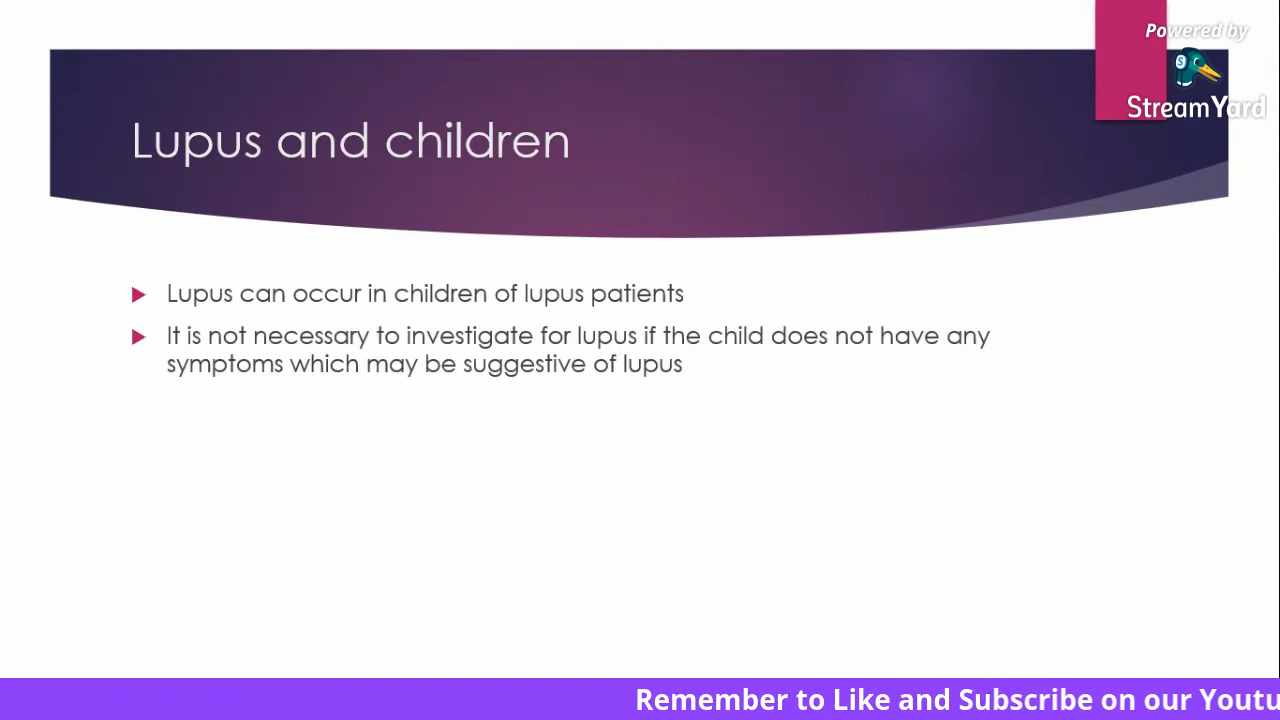 Powered by
StreamYard
Lupus and children
Lupus can occur in children of lupus patients
It is not necessary to investigate for lupus if the child does not have any
symptoms which may be suggestive of lupus
Remember to Like and Subscribe on our Youtu